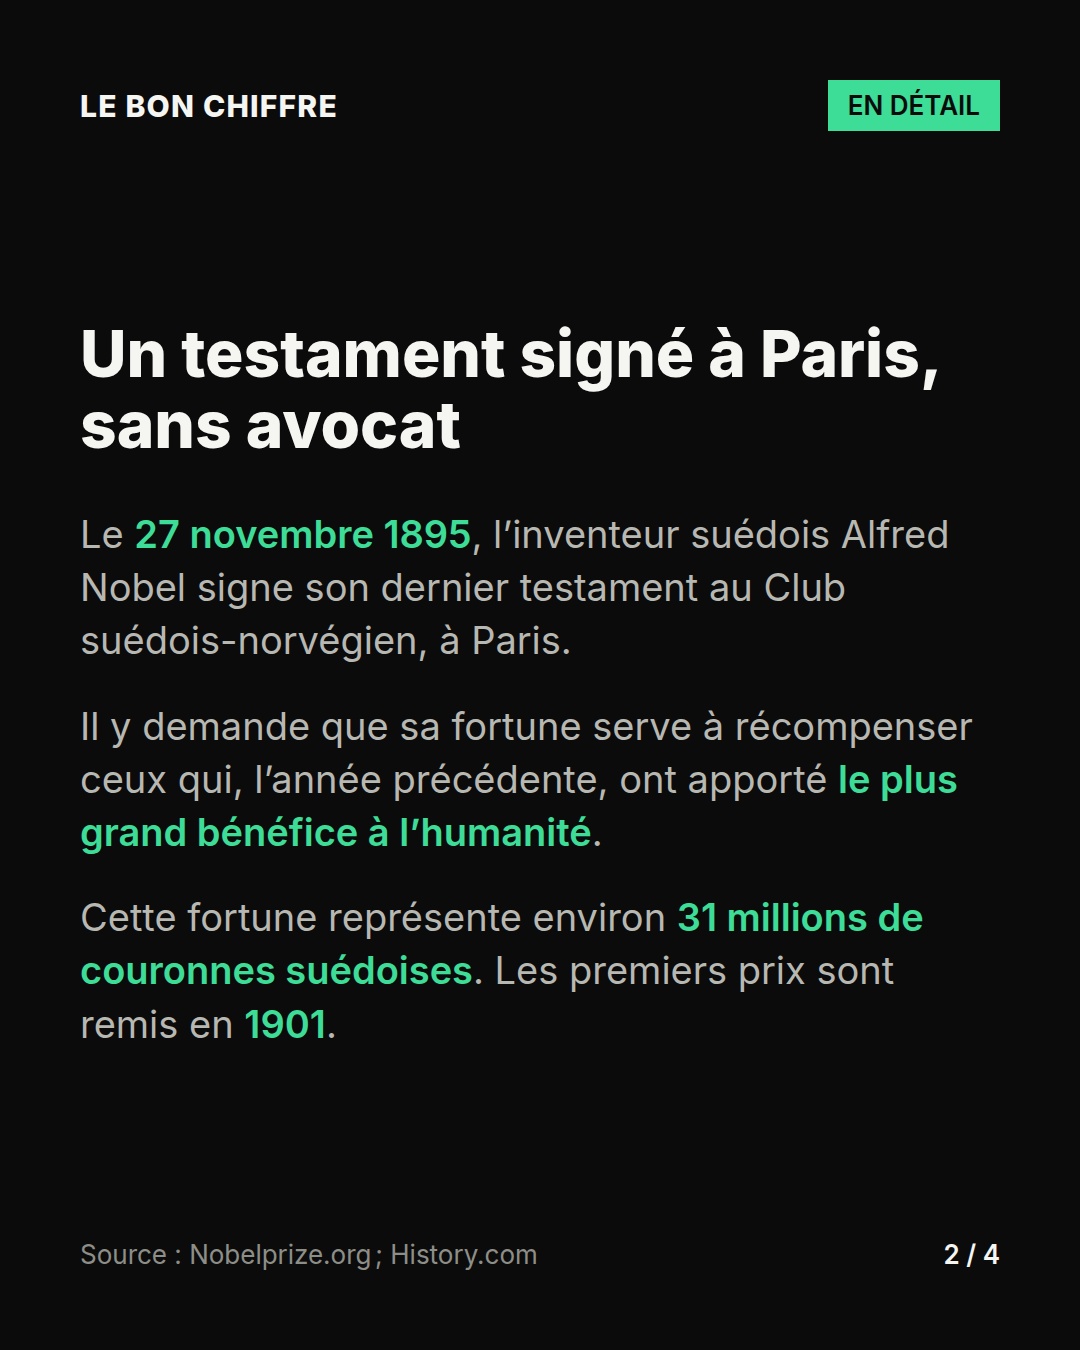 LE BON CHIFFRE
EN DÉTAIL
Un testament signé à Paris,
sans avocat
Le 27 novembre 1895, l’inventeur suédois Alfred
Nobel signe son dernier testament au Club
suédois-norvégien, à Paris.
Il y demande que sa fortune serve à récompenser
ceux qui, l’année précédente, ont apporté le plus
grand bénéfice à l’humanité.
Cette fortune représente environ 31 millions de
couronnes suédoises. Les premiers prix sont
remis en 1901.
Source : Nobelprize.org ; History.com
2 / 4